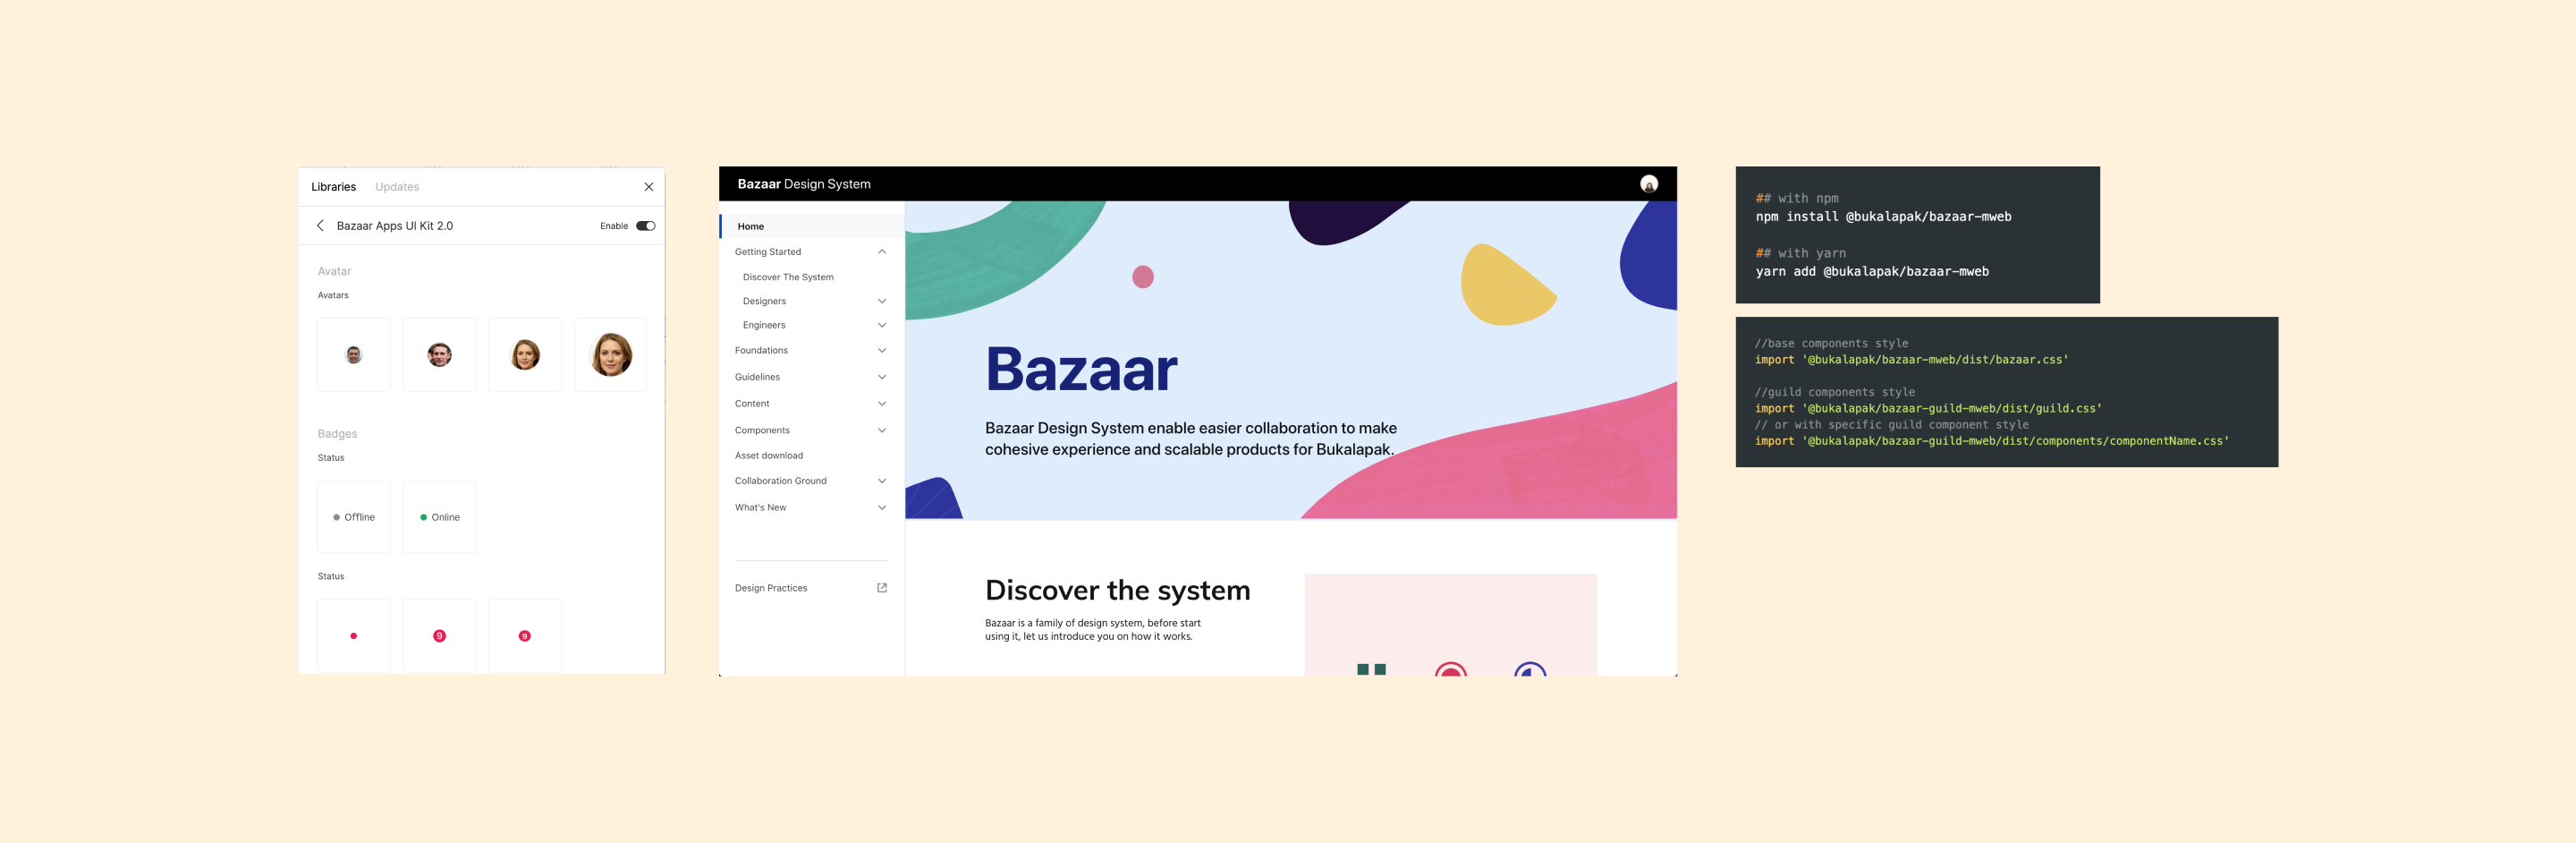 Libraries Updates
Bazaar Apps UI Kit 2.0 Enable
Avatar
Avatars
Badges
Status
Offline Online
Status
9 9
Bazaar Design System
Home
Getting Started
Discover The System
Designers
Engineers
Foundations
Guidelines
Content
Components
Asset download
Collaboration Ground
What's New
Design Practices
Bazaar
Bazaar Design System enable easier collaboration to make
cohesive experience and scalable products for Bukalapak.
Discover the system
Bazaar is a family of design system, before start
using it, let us introduce you on how it works.
## with npm
npm install @bukalapak/bazaar-mweb
## with yarn
yarn add @bukalapak/bazaar-mweb
//base components style
import '@bukalapak/bazaar-mweb/dist/bazaar.css'
//guild components style
import '@bukalapak/bazaar-guild-mweb/dist/guild.css'
// or with specific guild component style
import '@bukalapak/bazaar-guild-mweb/dist/components/componentName.css'